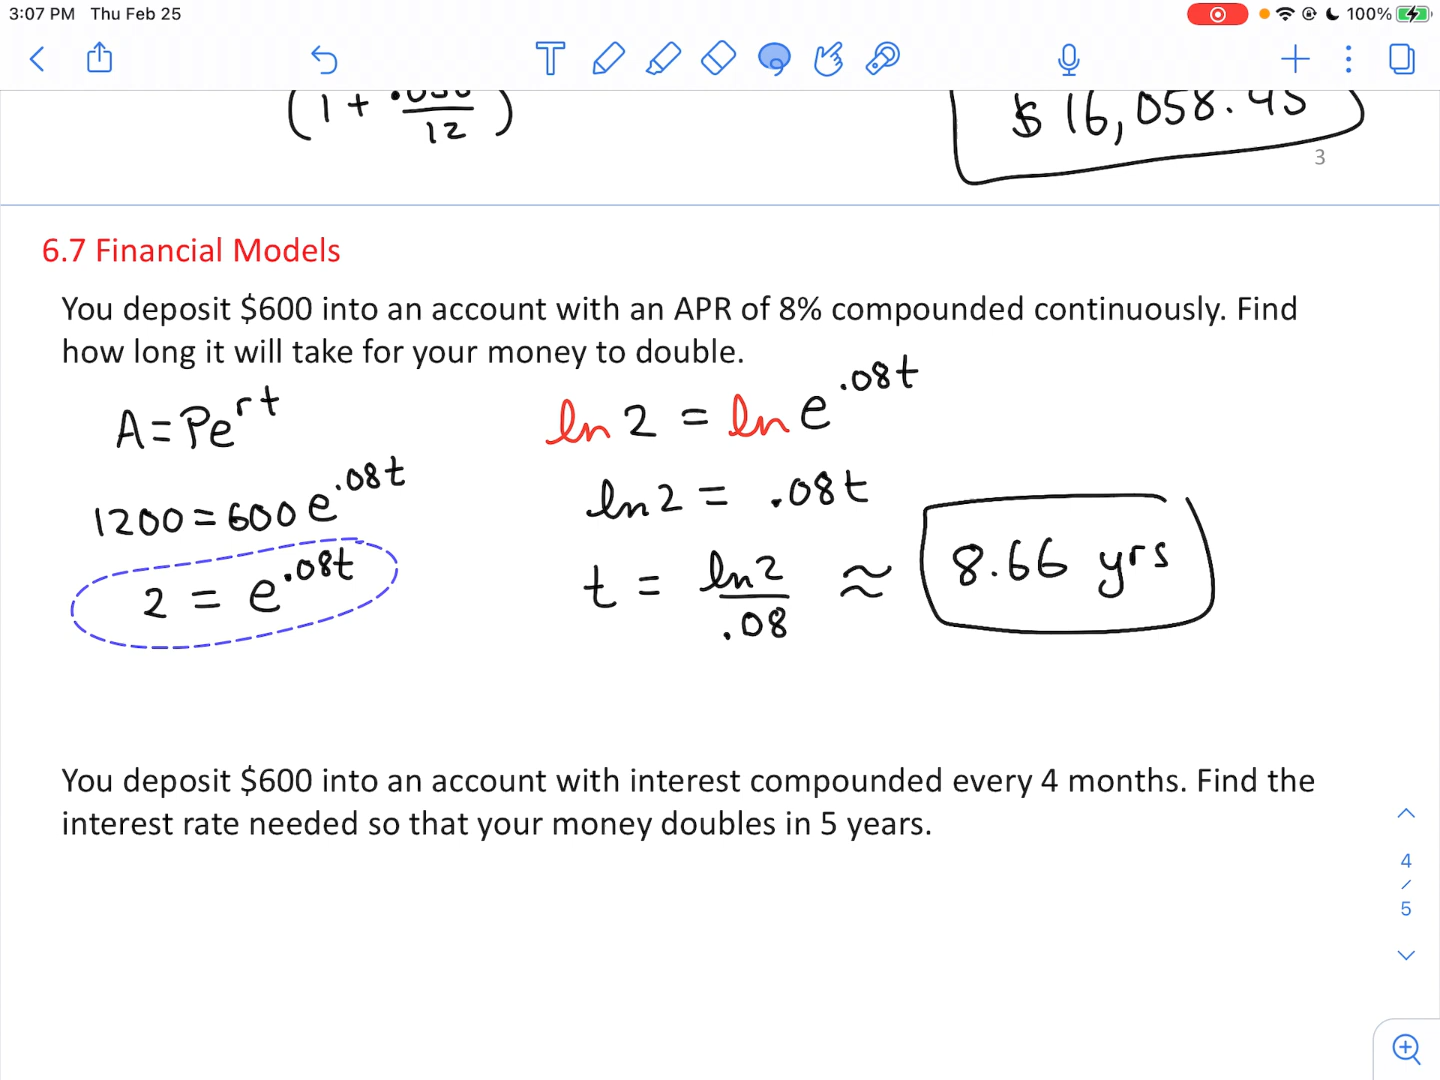 3:07 PM Thu Feb 25 100%
(1 + /12)
$ 16,058.45
3
6.7 Financial Models
You deposit $600 into an account with an APR of 8% compounded continuously. Find
how long it will take for your money to double.
A=Pe^rt
1200=600e^.08t
2 = e^.08t
ln 2 = ln e^.08t
ln2 = .08t
t = ln2/.08 ≈ 8.66 yrs
You deposit $600 into an account with interest compounded every 4 months. Find the
interest rate needed so that your money doubles in 5 years.
4
/
5